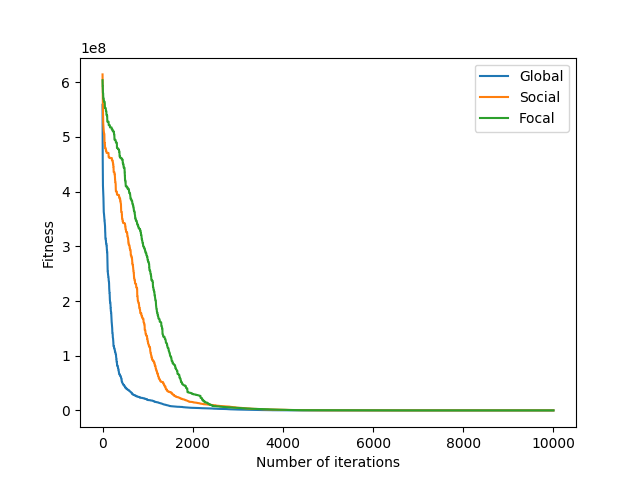 1e8
6
5
4
3
2
1
0
Fitness
0 2000 4000 6000 8000 10000
Number of iterations
Global
Social
Focal